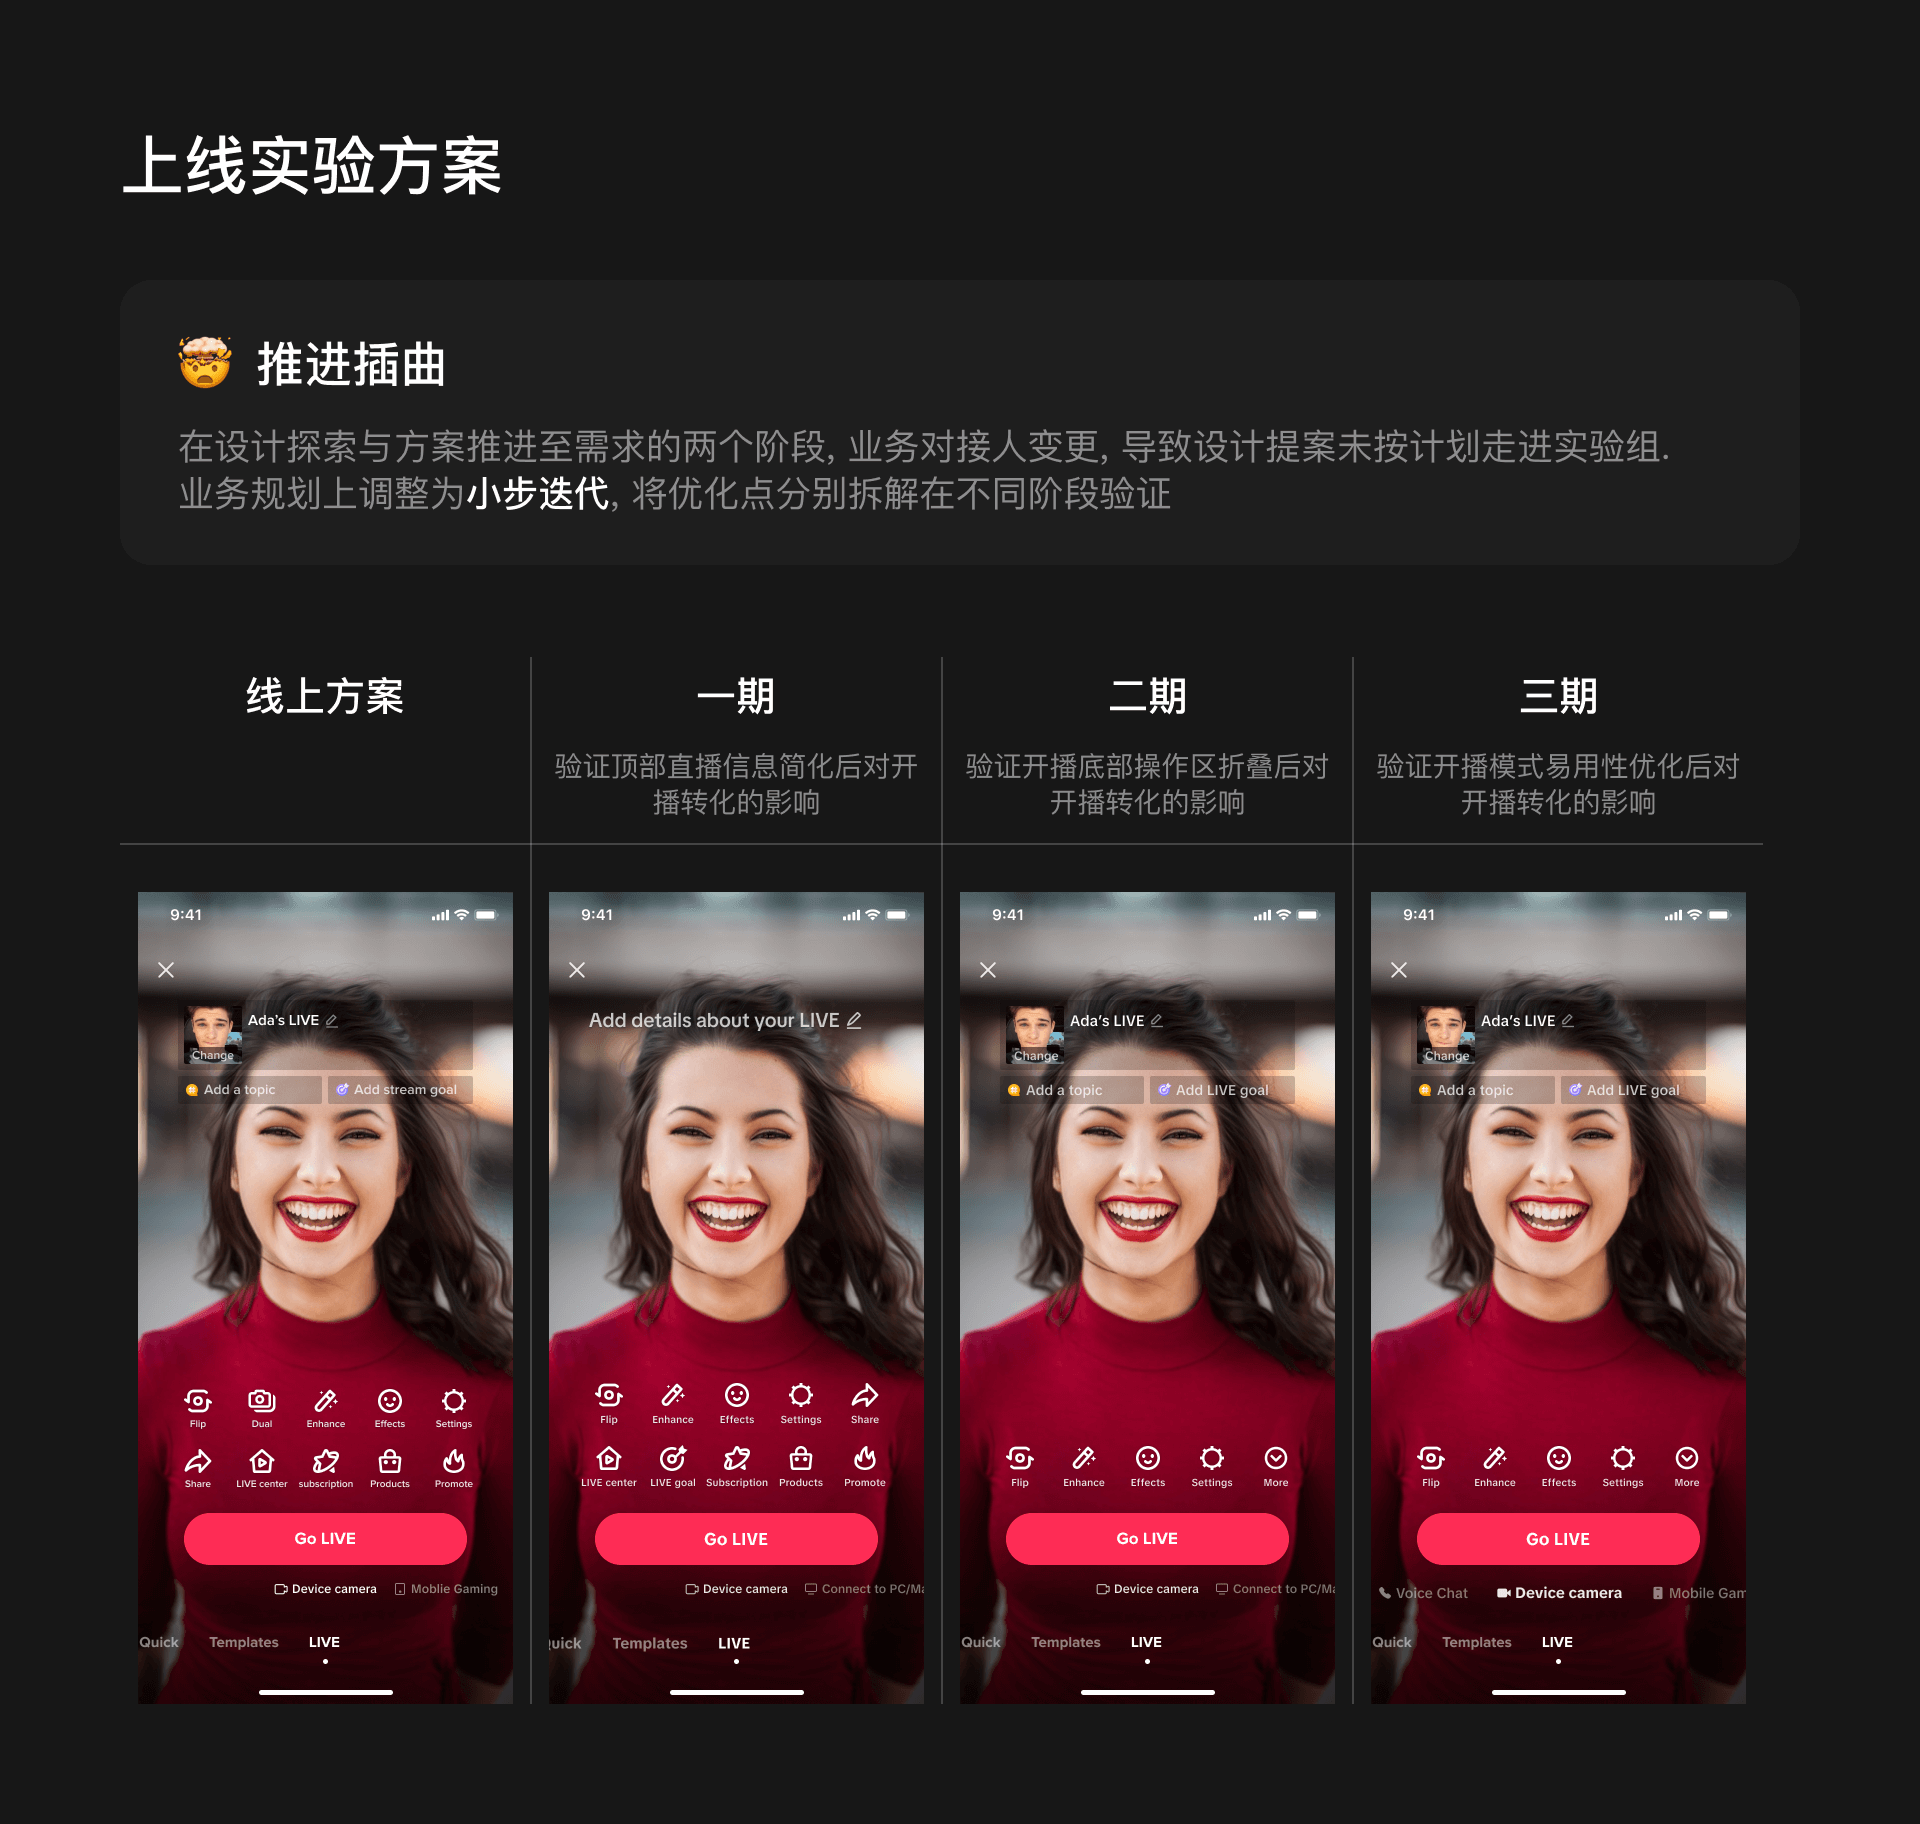 上线实验方案
推进插曲
在设计探索与方案推进至需求的两个阶段, 业务对接人变更, 导致设计提案未按计划走进实验组.
业务规划上调整为小步迭代, 将优化点分别拆解在不同阶段验证
线上方案
一期
验证顶部直播信息简化后对开
播转化的影响
二期
验证开播底部操作区折叠后对
开播转化的影响
三期
验证开播模式易用性优化后对
开播转化的影响
9:41
Ada's LIVE
Change
Add a topic
Add stream goal
Flip Dual Enhance Effects Settings
Share LIVE center subscription Products Promote
Go LIVE
Device camera Moblie Gaming
Quick Templates LIVE
9:41
Add details about your LIVE
Flip Enhance Effects Settings Share
LIVE center LIVE goal Subscription Products Promote
Go LIVE
Device camera Connect to PC/Ma
uick Templates LIVE
9:41
Ada's LIVE
Change
Add a topic
Add LIVE goal
Flip Enhance Effects Settings More
Go LIVE
Device camera Connect to PC/Ma
Quick Templates LIVE
9:41
Ada's LIVE
Change
Add a topic
Add LIVE goal
Flip Enhance Effects Settings More
Go LIVE
Voice Chat Device camera Mobile Gam
Quick Templates LIVE